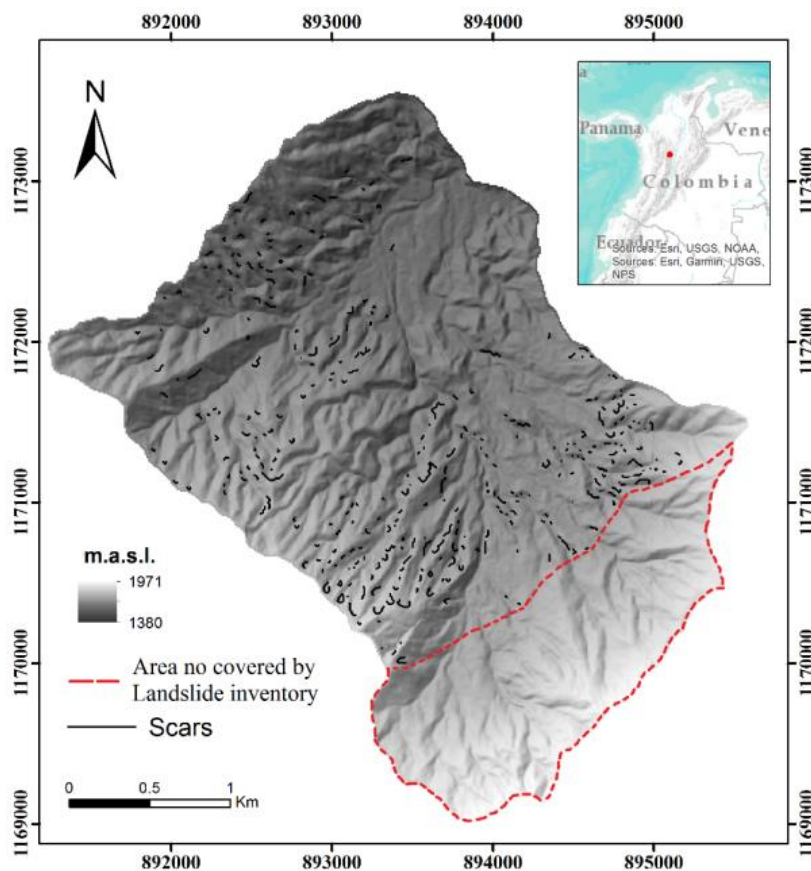 892000 893000 894000 895000
N
Panama
Vene
Colombia
Ecuador
Sources: Esri, USGS, NOAA,
Sources: Esri, Garmin, USGS,
NPS
1173000 1173000
1172000 1172000
1171000 1171000
m.a.s.l.
1971
1380
1170000 1170000
Area no covered by
Landslide inventory
Scars
0 0.5 1
Km
1169000 1169000
892000 893000 894000 895000